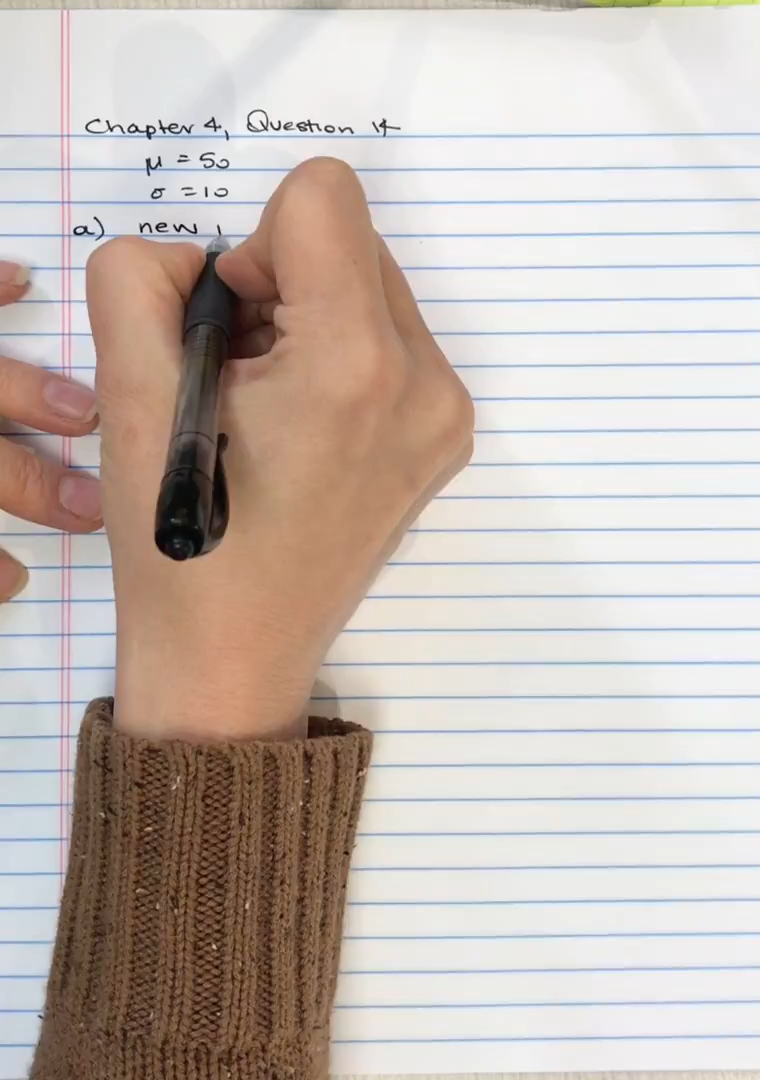 Chapter 4, Question 14
μ = 50
σ = 10
a) new